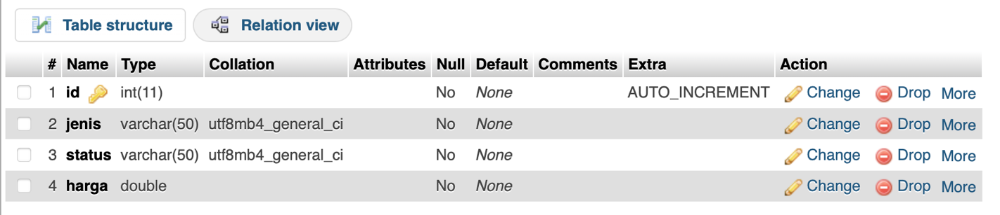 Table structure Relation view
# Name Type Collation Attributes Null Default Comments Extra Action
1 id int(11) No None AUTO_INCREMENT Change Drop More
2 jenis varchar(50) utf8mb4_general_ci No None Change Drop More
3 status varchar(50) utf8mb4_general_ci No None Change Drop More
4 harga double No None Change Drop More